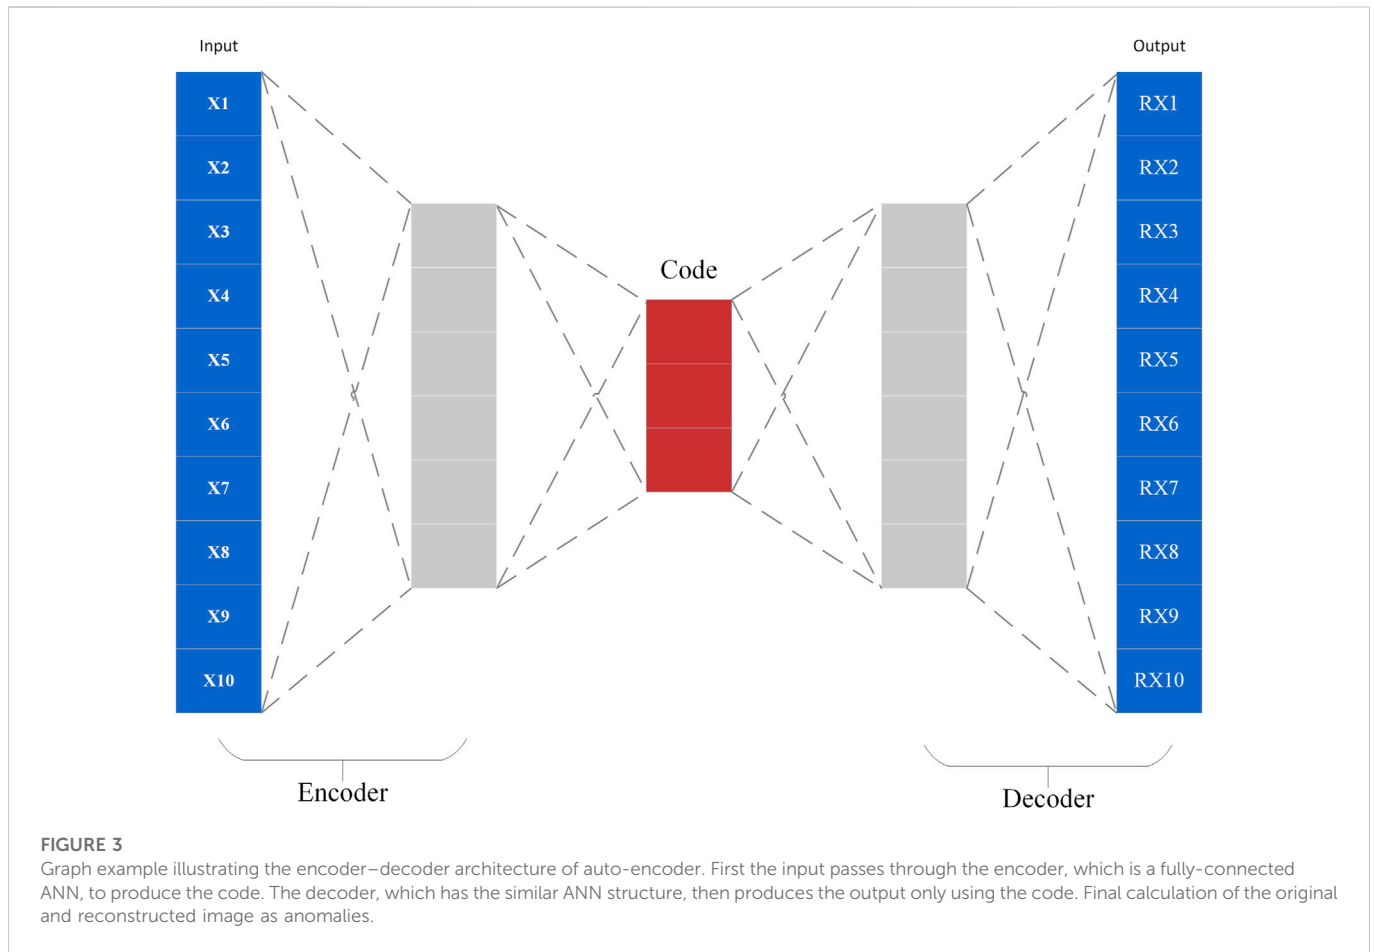 Input
Output
X1
X2
X3
X4
X5
X6
X7
X8
X9
X10
Code
RX1
RX2
RX3
RX4
RX5
RX6
RX7
RX8
RX9
RX10
Encoder
Decoder
FIGURE 3
Graph example illustrating the encoder–decoder architecture of auto-encoder. First the input passes through the encoder, which is a fully-connected
ANN, to produce the code. The decoder, which has the similar ANN structure, then produces the output only using the code. Final calculation of the original
and reconstructed image as anomalies.